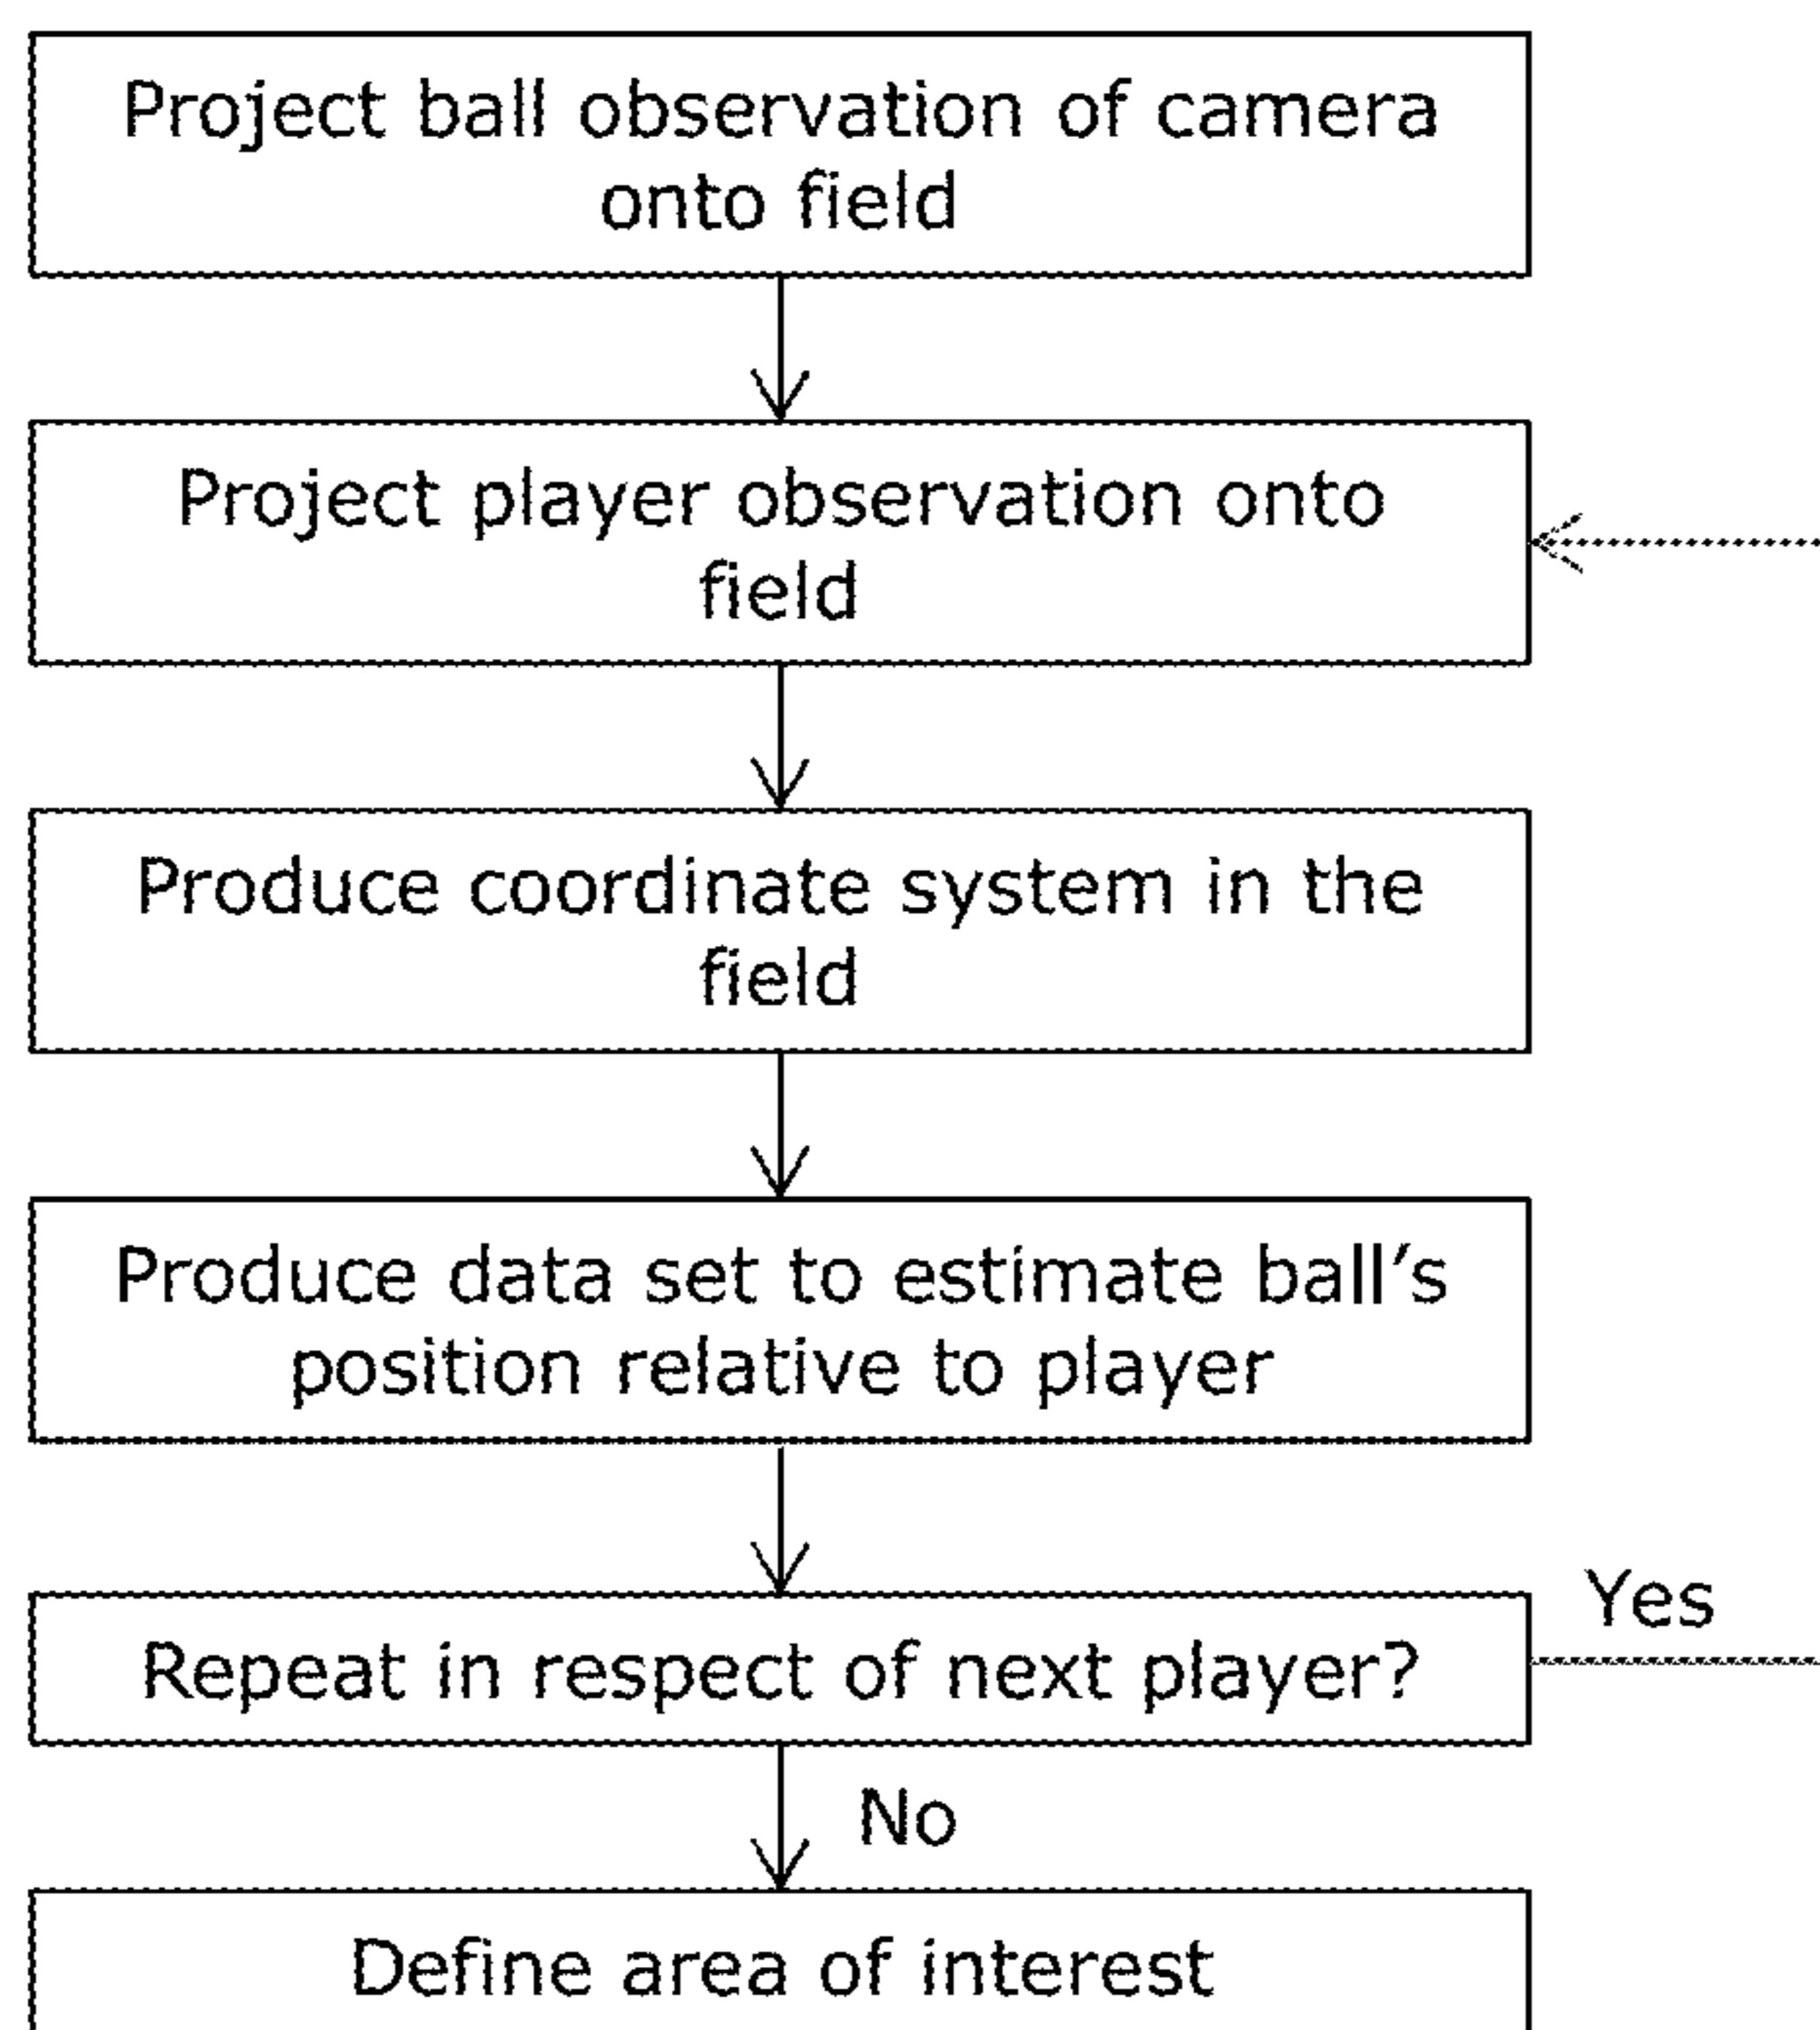 Project ball observation of camera
onto field
Project player observation onto
field
Produce coordinate system in the
field
Produce data set to estimate ball’s
position relative to player
Yes
Repeat in respect of next player?
No
Define area of interest